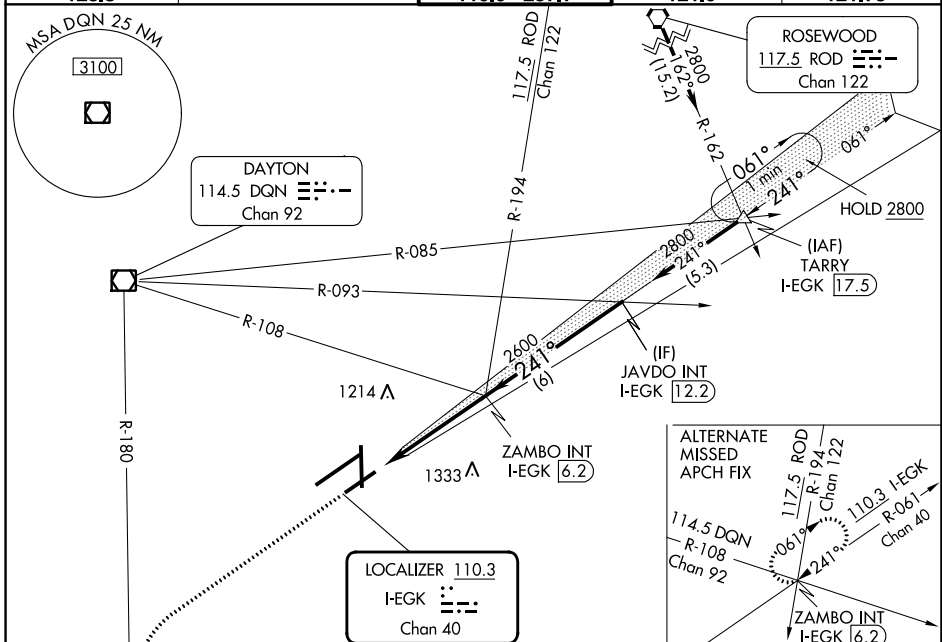 MSA DQN 25 NM
3100
DAYTON
114.5 DQN
Chan 92
117.5 ROD
Chan 122
R-194
2800
162°
(15.2)
R-162
ROSEWOOD
117.5 ROD
Chan 122
061°
1 min
241°
061°
HOLD 2800
(IAF)
TARRY
I-EGK 17.5
R-085
R-093
R-108
R-180
2800
241°
(5.3)
(IF)
JAVDO INT
I-EGK 12.2
2600
241°
(6)
1214
1333
ZAMBO INT
I-EGK 6.2
LOCALIZER 110.3
I-EGK
Chan 40
ALTERNATE
MISSED
APCH FIX
117.5 ROD
R-194
Chan 122
110.3 I-EGK
R-061
Chan 40
114.5 DQN
R-108
Chan 92
061°
241°
ZAMBO INT
I-EGK 6.2